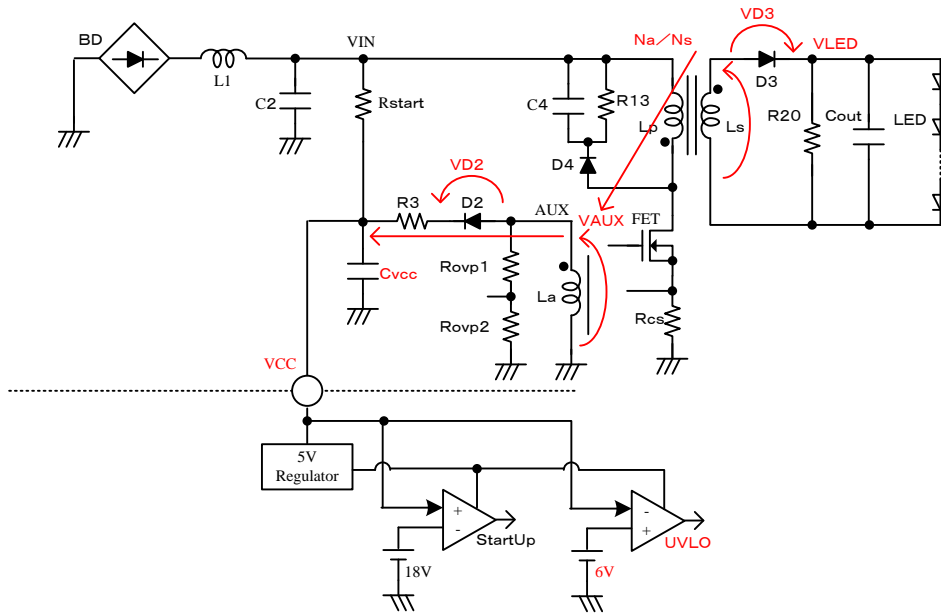 VD3
BD
VIN
Na／Ns
VLED
L1
D3
C2
Rstart
C4
R13
Lp
Ls
R20
Cout
LED
D4
VD2
R3
D2
AUX
VAUX
FET
Cvcc
Rovp1
La
Rovp2
Rcs
VCC
5V
Regulator
+
-
StartUp
18V
-
+
UVLO
6V